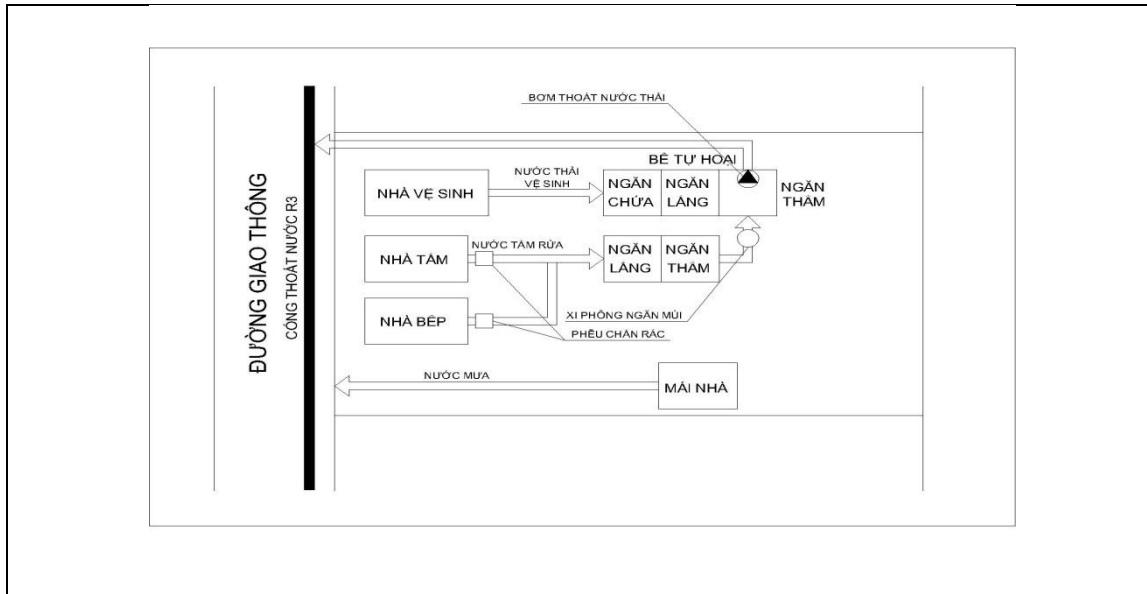 BƠM THOÁT NƯỚC THẢI
ĐƯỜNG GIAO THÔNG
CỐNG THOÁT NƯỚC R3
BỂ TỰ HOẠI
NHÀ VỆ SINH
NƯỚC THẢI
VỆ SINH
NGĂN
CHỨA
NGĂN
LẮNG
NGĂN
THẤM
NHÀ TẮM
NƯỚC TẮM RỬA
NGĂN
LẮNG
NGĂN
THẤM
XI PHÔNG NGĂN MÙI
NHÀ BẾP
PHỄU CHẮN RÁC
NƯỚC MƯA
MÁI NHÀ